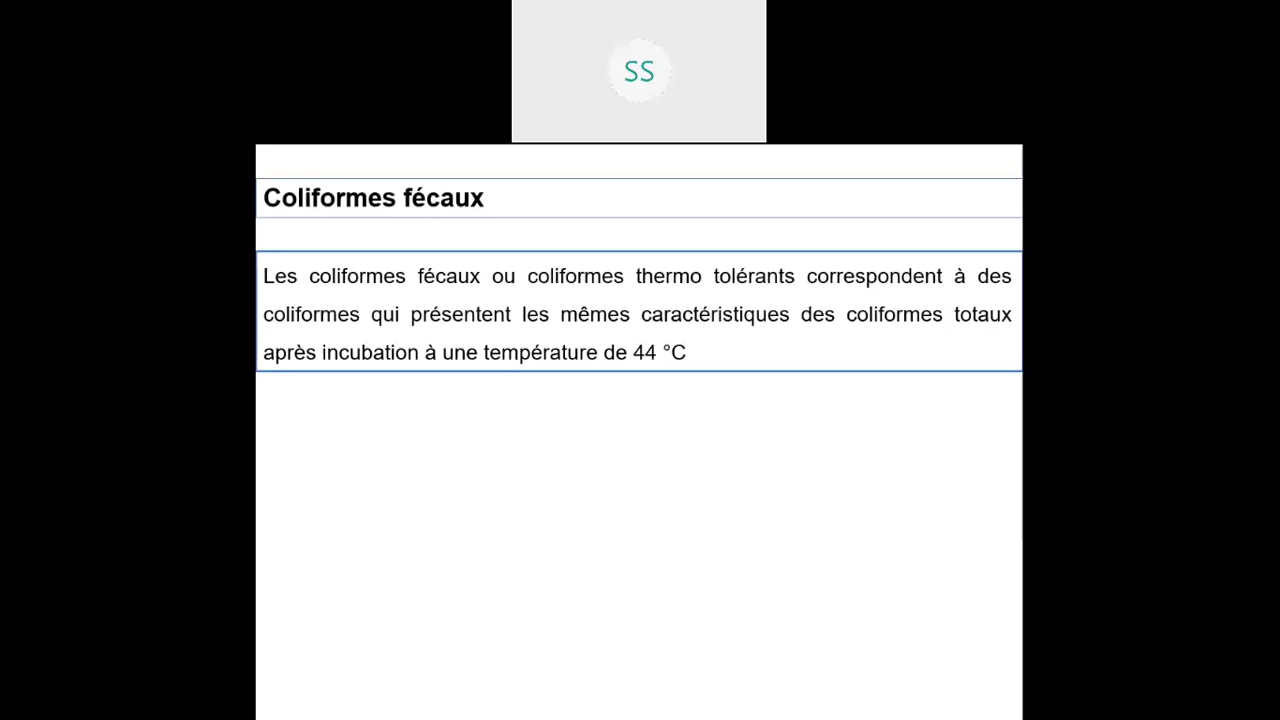 SS
Coliformes fécaux
Les coliformes fécaux ou coliformes thermo tolérants correspondent à des
coliformes qui présentent les mêmes caractéristiques des coliformes totaux
après incubation à une température de 44 °C